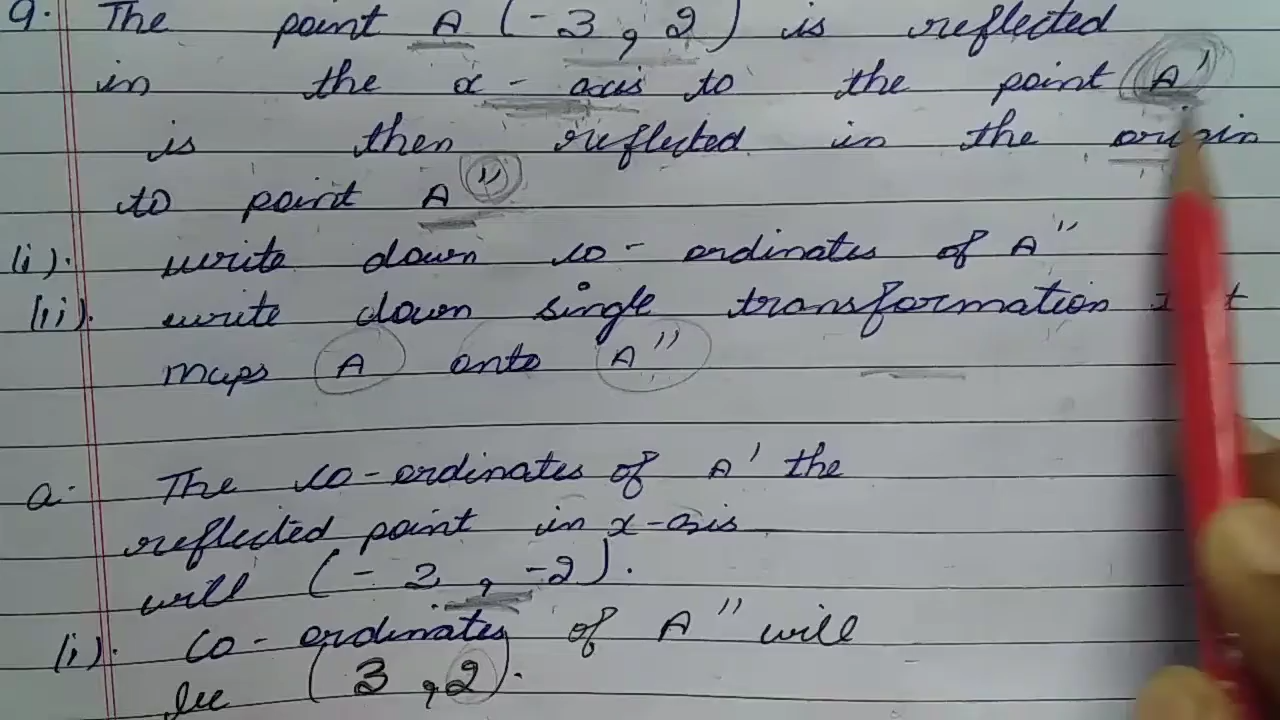 9. The point A (-3, 2) is reflected
in the x-axis to the point A'
is then reflected in the origin
to point A"
(i). write down co-ordinates of A"
(ii). write down single transformation
maps A onto A"
a. The co-ordinates of A' the
reflected point in x-axis
will (-3, -2).
(i). Co-ordinates of A" will
be (3, 2).